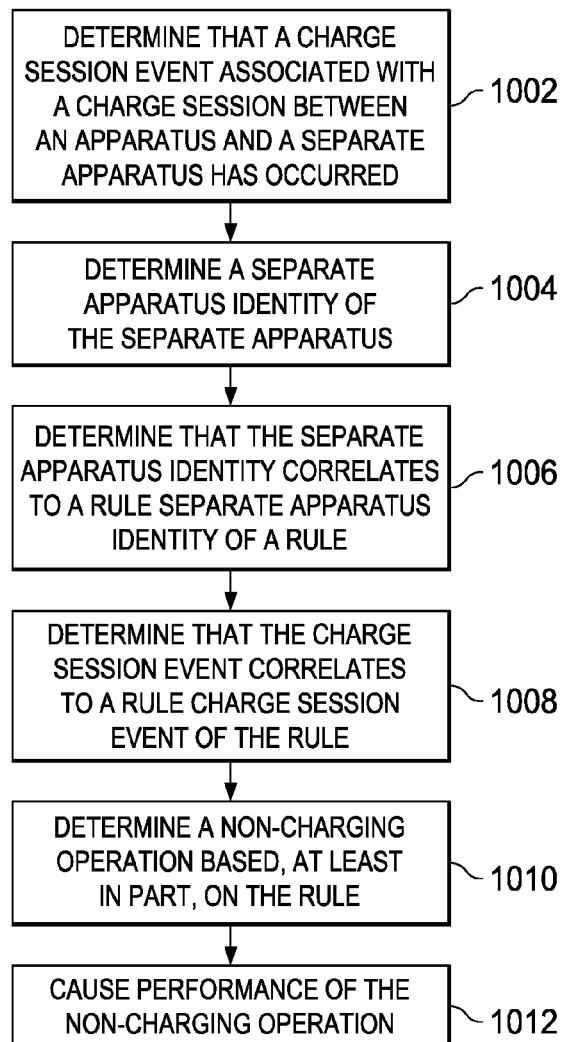 DETERMINE THAT A CHARGE
SESSION EVENT ASSOCIATED WITH
A CHARGE SESSION BETWEEN
AN APPARATUS AND A SEPARATE
APPARATUS HAS OCCURRED
1002
DETERMINE A SEPARATE
APPARATUS IDENTITY OF
THE SEPARATE APPARATUS
1004
DETERMINE THAT THE SEPARATE
APPARATUS IDENTITY CORRELATES
TO A RULE SEPARATE APPARATUS
IDENTITY OF A RULE
1006
DETERMINE THAT THE CHARGE
SESSION EVENT CORRELATES
TO A RULE CHARGE SESSION
EVENT OF THE RULE
1008
DETERMINE A NON-CHARGING
OPERATION BASED, AT LEAST
IN PART, ON THE RULE
1010
CAUSE PERFORMANCE OF THE
NON-CHARGING OPERATION
1012